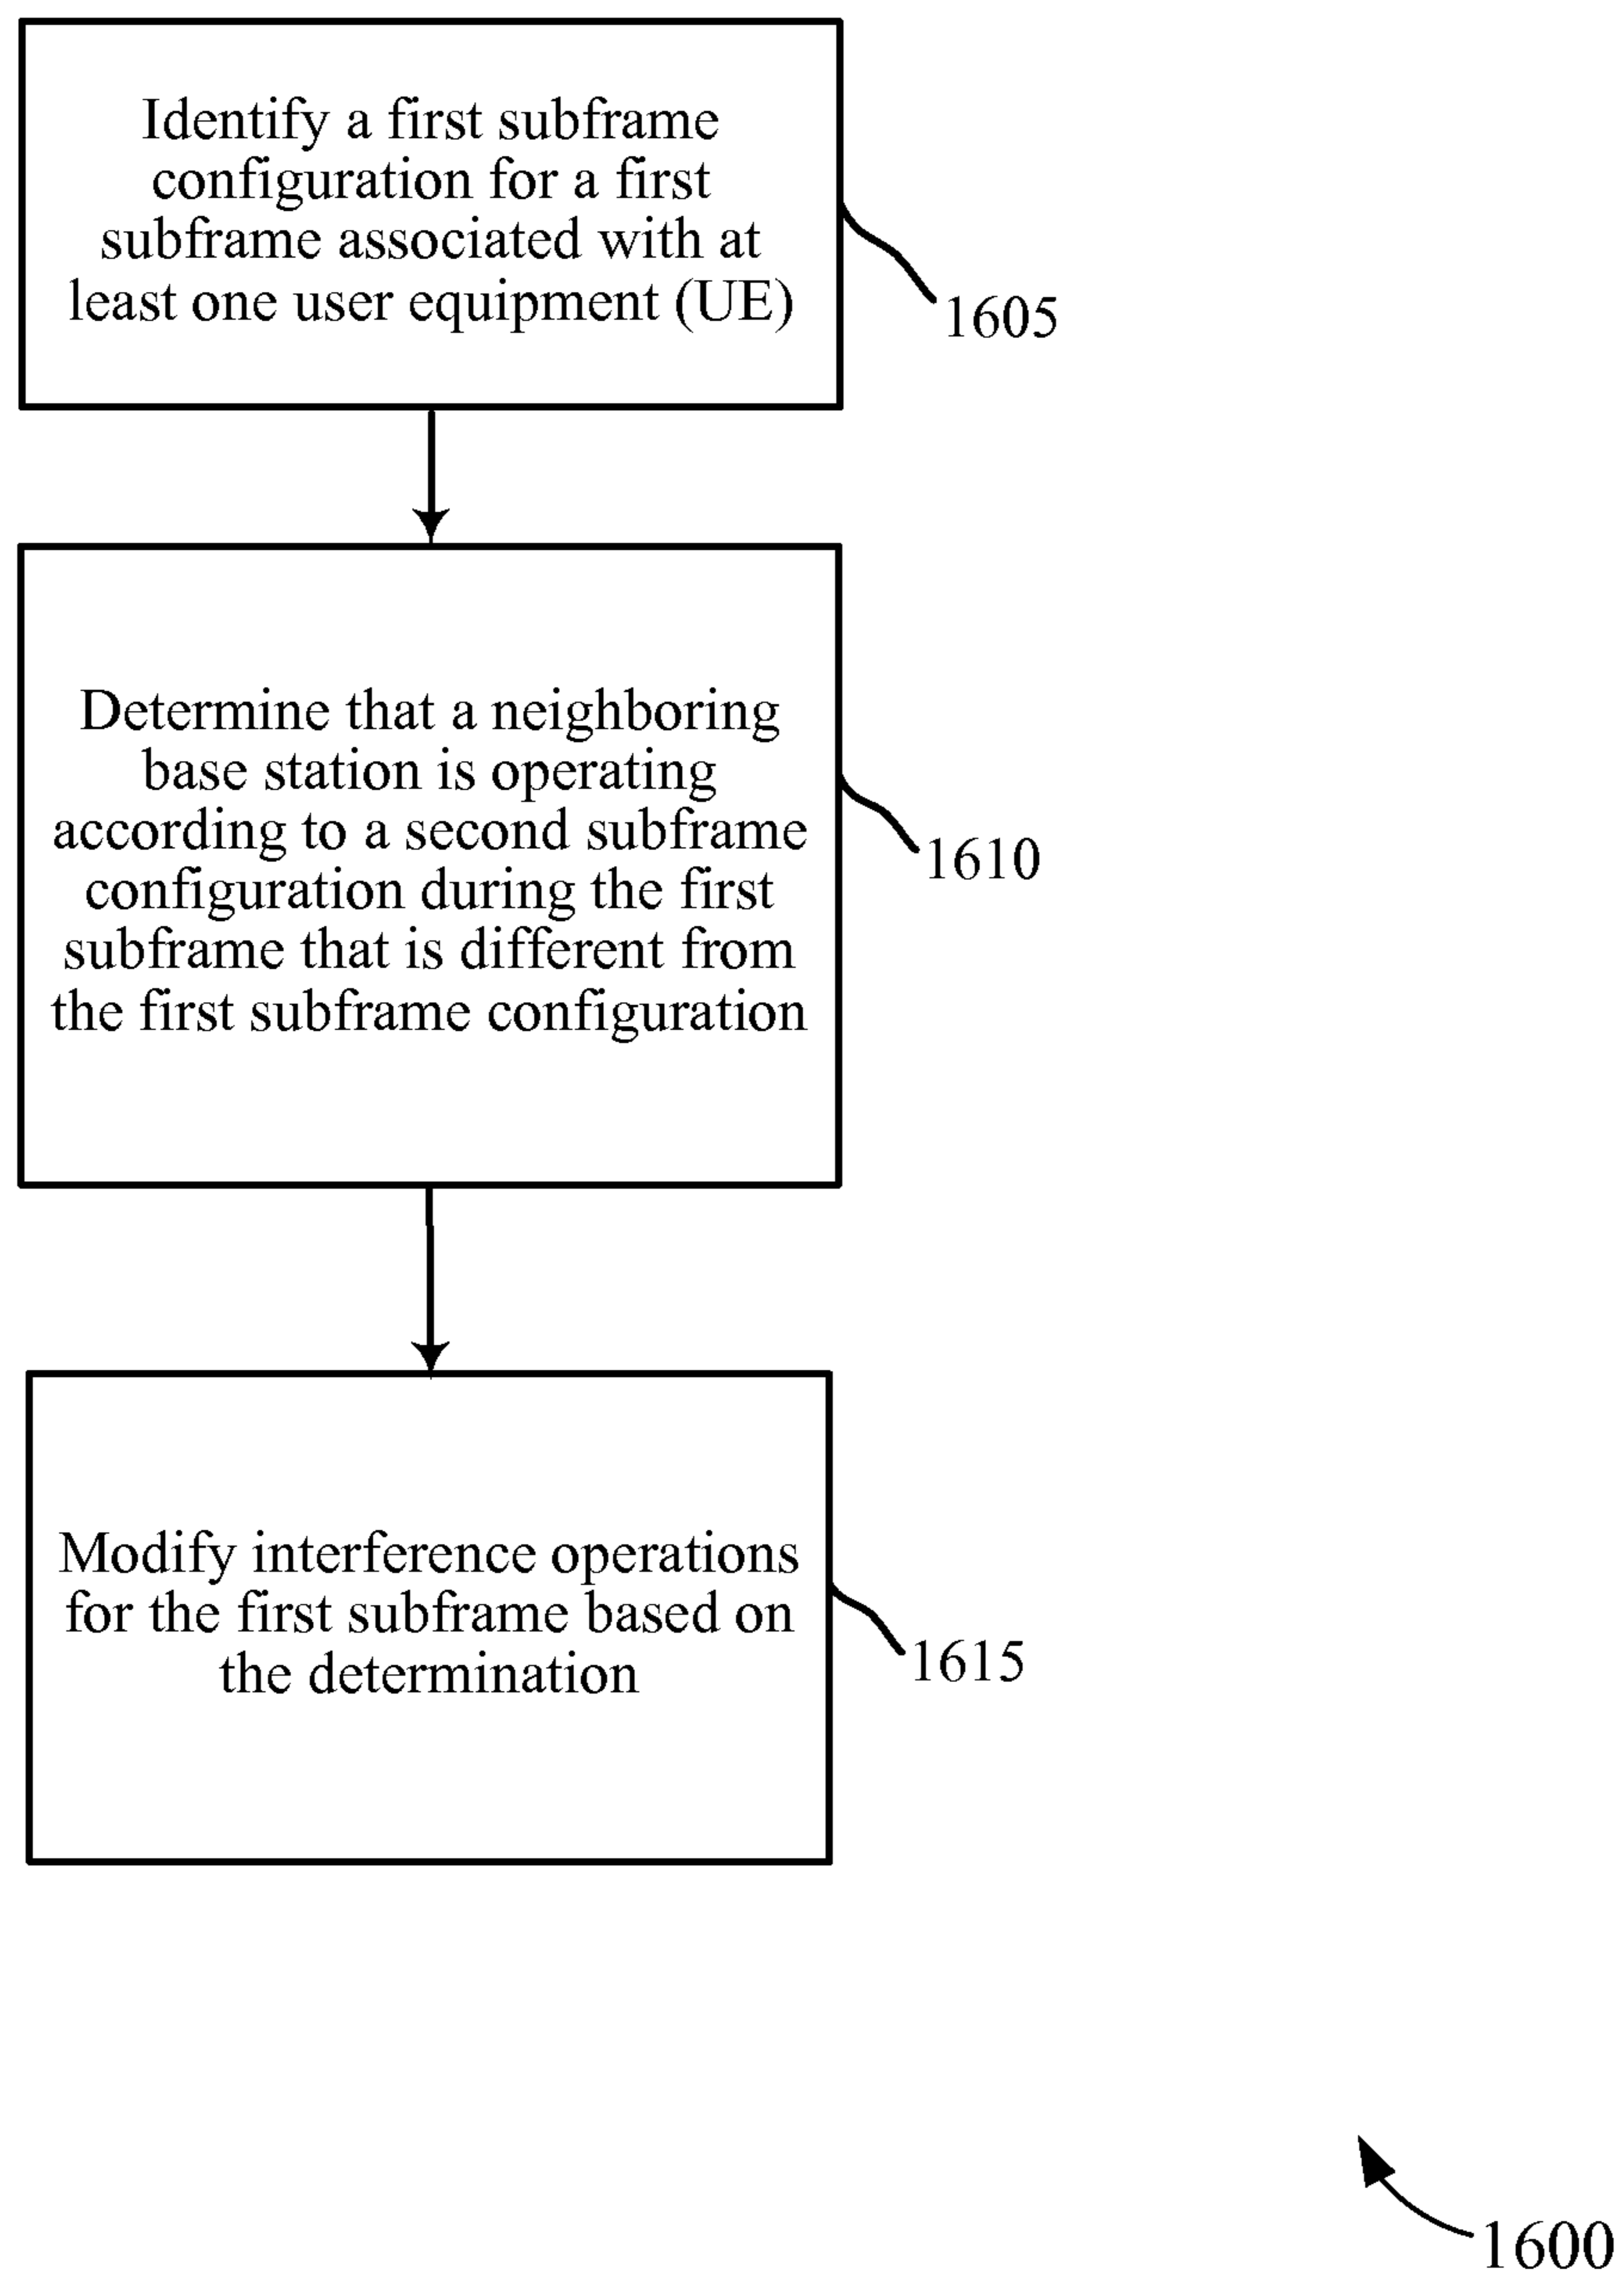 Identify a first subframe
configuration for a first
subframe associated with at
least one user equipment (UE)
1605
Determine that a neighboring
base station is operating
according to a second subframe
configuration during the first
subframe that is different from
the first subframe configuration
1610
Modify interference operations
for the first subframe based on
the determination
1615
1600